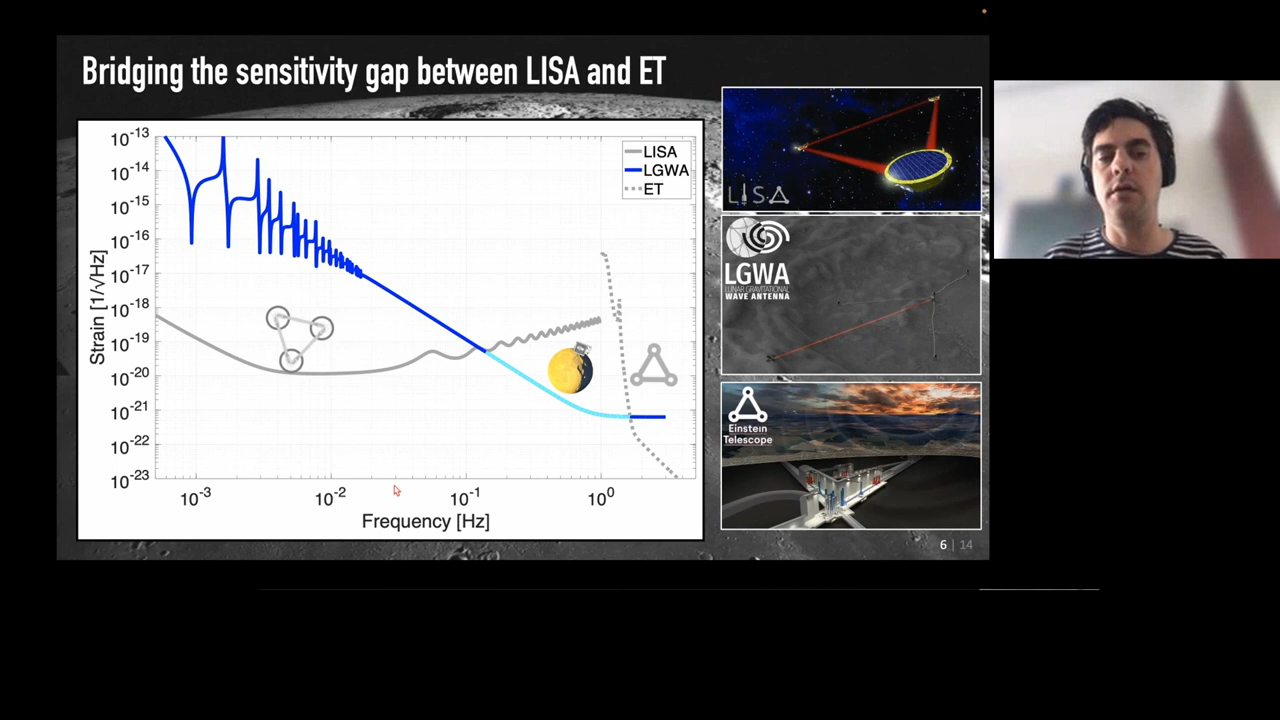 Bridging the sensitivity gap between LISA and ET
10-13
10-14
10-15
10-16
10-17
10-18
10-19
10-20
10-21
10-22
10-23
Strain [1/√Hz]
LISA
LGWA
ET
10-3
10-2
10-1
100
Frequency [Hz]
LISA
LGWA
LUNAR GRAVITATIONAL
WAVE ANTENNA
Einstein
Telescope
6 | 14